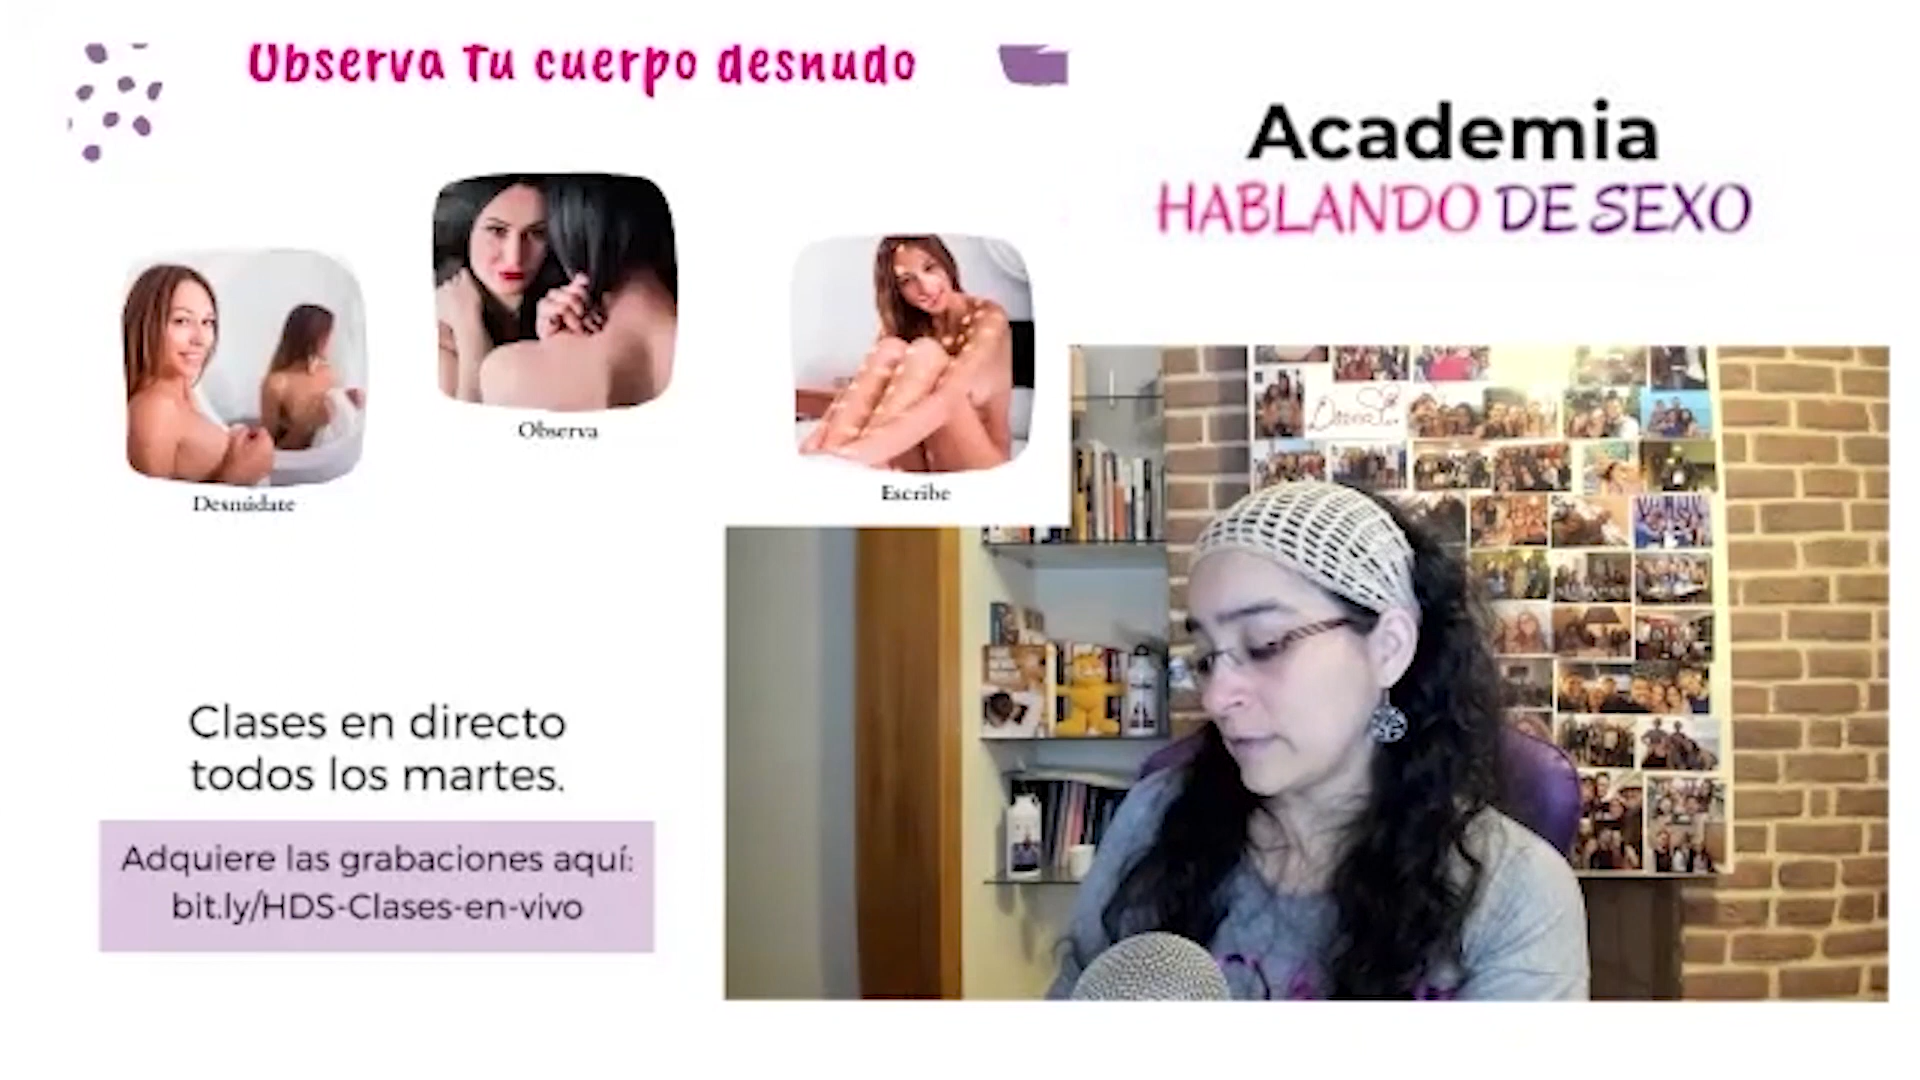 Observa Tu cuerpo desnudo
Academia
HABLANDO DE SEXO
Observa
Escribe
Desnúdate
Clases en directo
todos los martes.
Adquiere las grabaciones aquí:
bit.ly/HDS-Clases-en-vivo